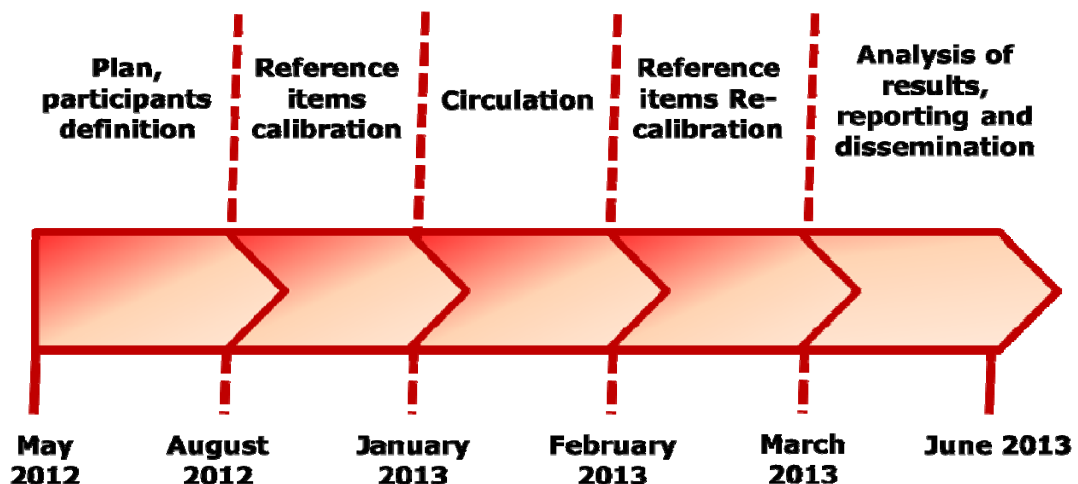 Plan,
participants
definition
Reference
items
calibration
Circulation
Reference
items Re-
calibration
Analysis of
results,
reporting and
dissemination
May
2012
August
2012
January
2013
February
2013
March
2013
June 2013